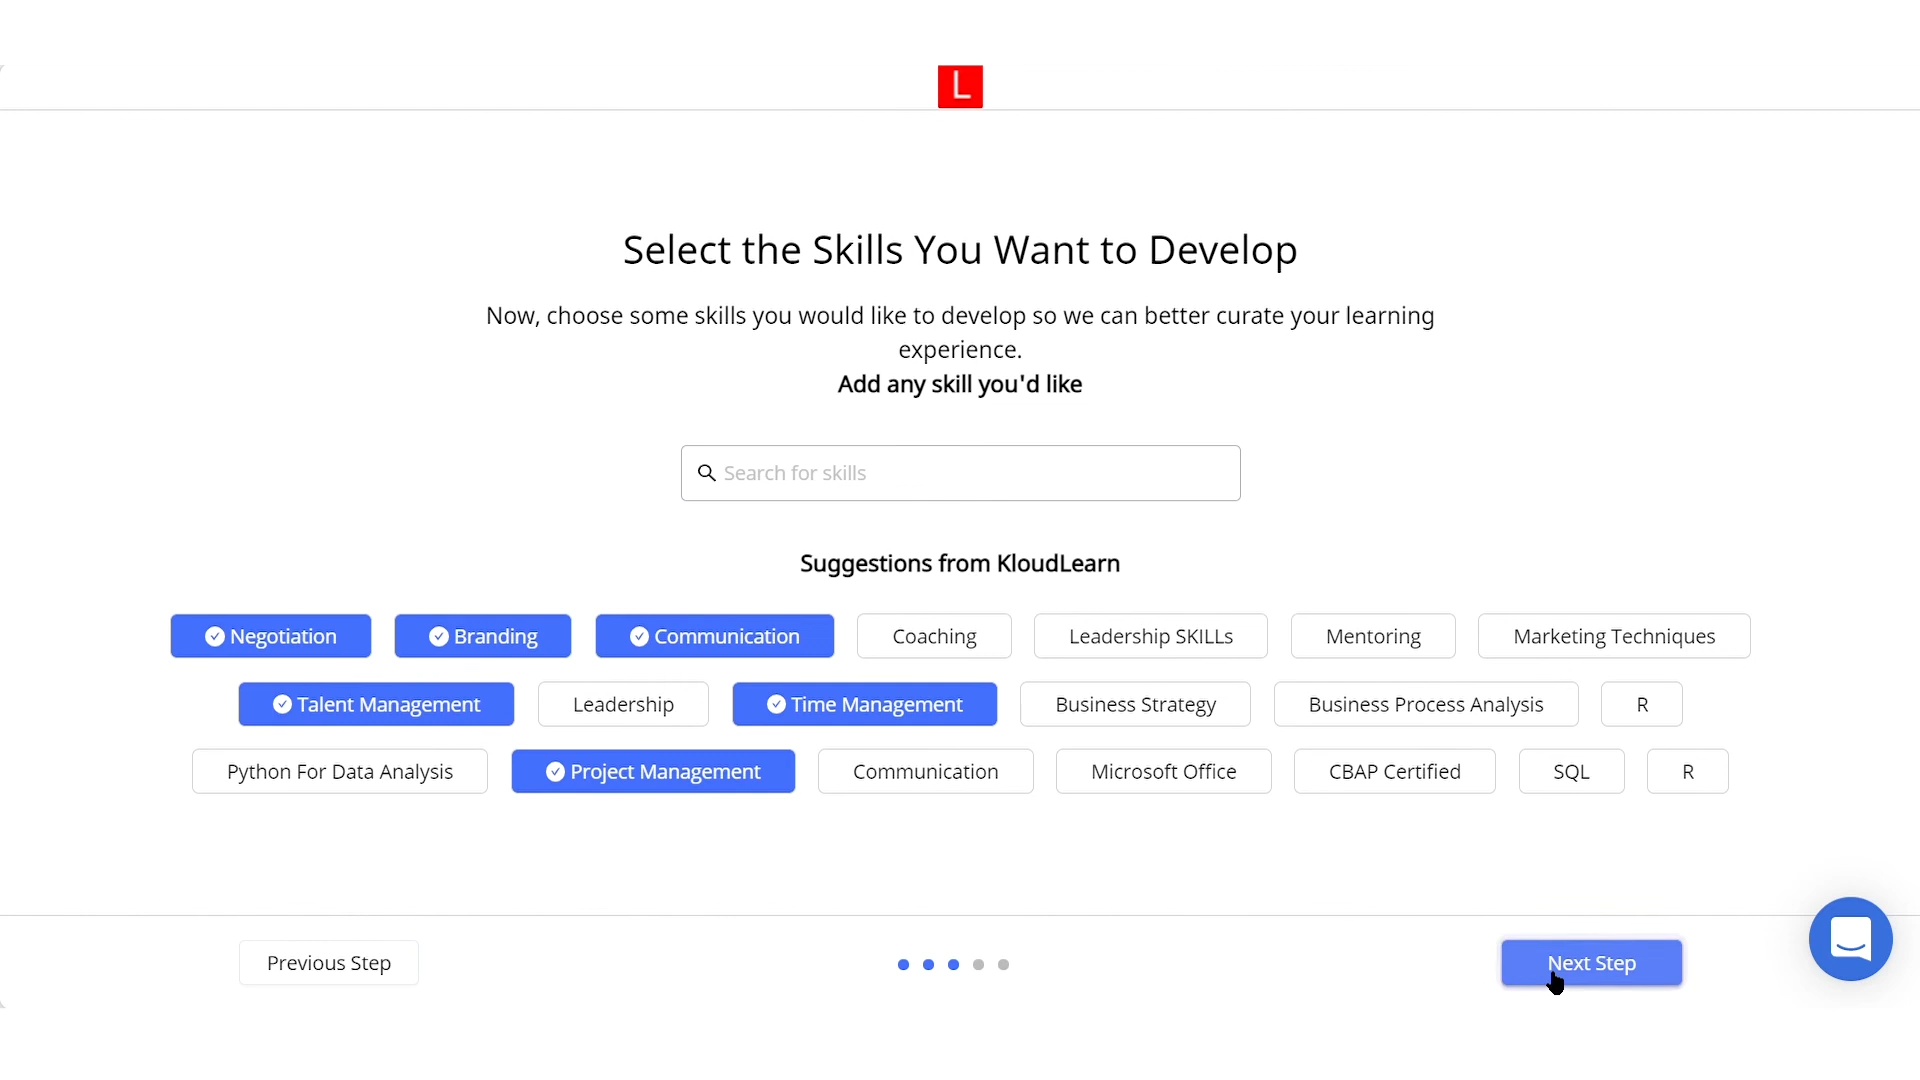 L
Select the Skills You Want to Develop
Now, choose some skills you would like to develop so we can better curate your learning
experience.
Add any skill you'd like
Search for skills
Suggestions from KloudLearn
Negotiation Branding Communication Coaching Leadership SKILLs Mentoring Marketing Techniques
Talent Management Leadership Time Management Business Strategy Business Process Analysis R
Python For Data Analysis Project Management Communication Microsoft Office CBAP Certified SQL R
Previous Step Next Step